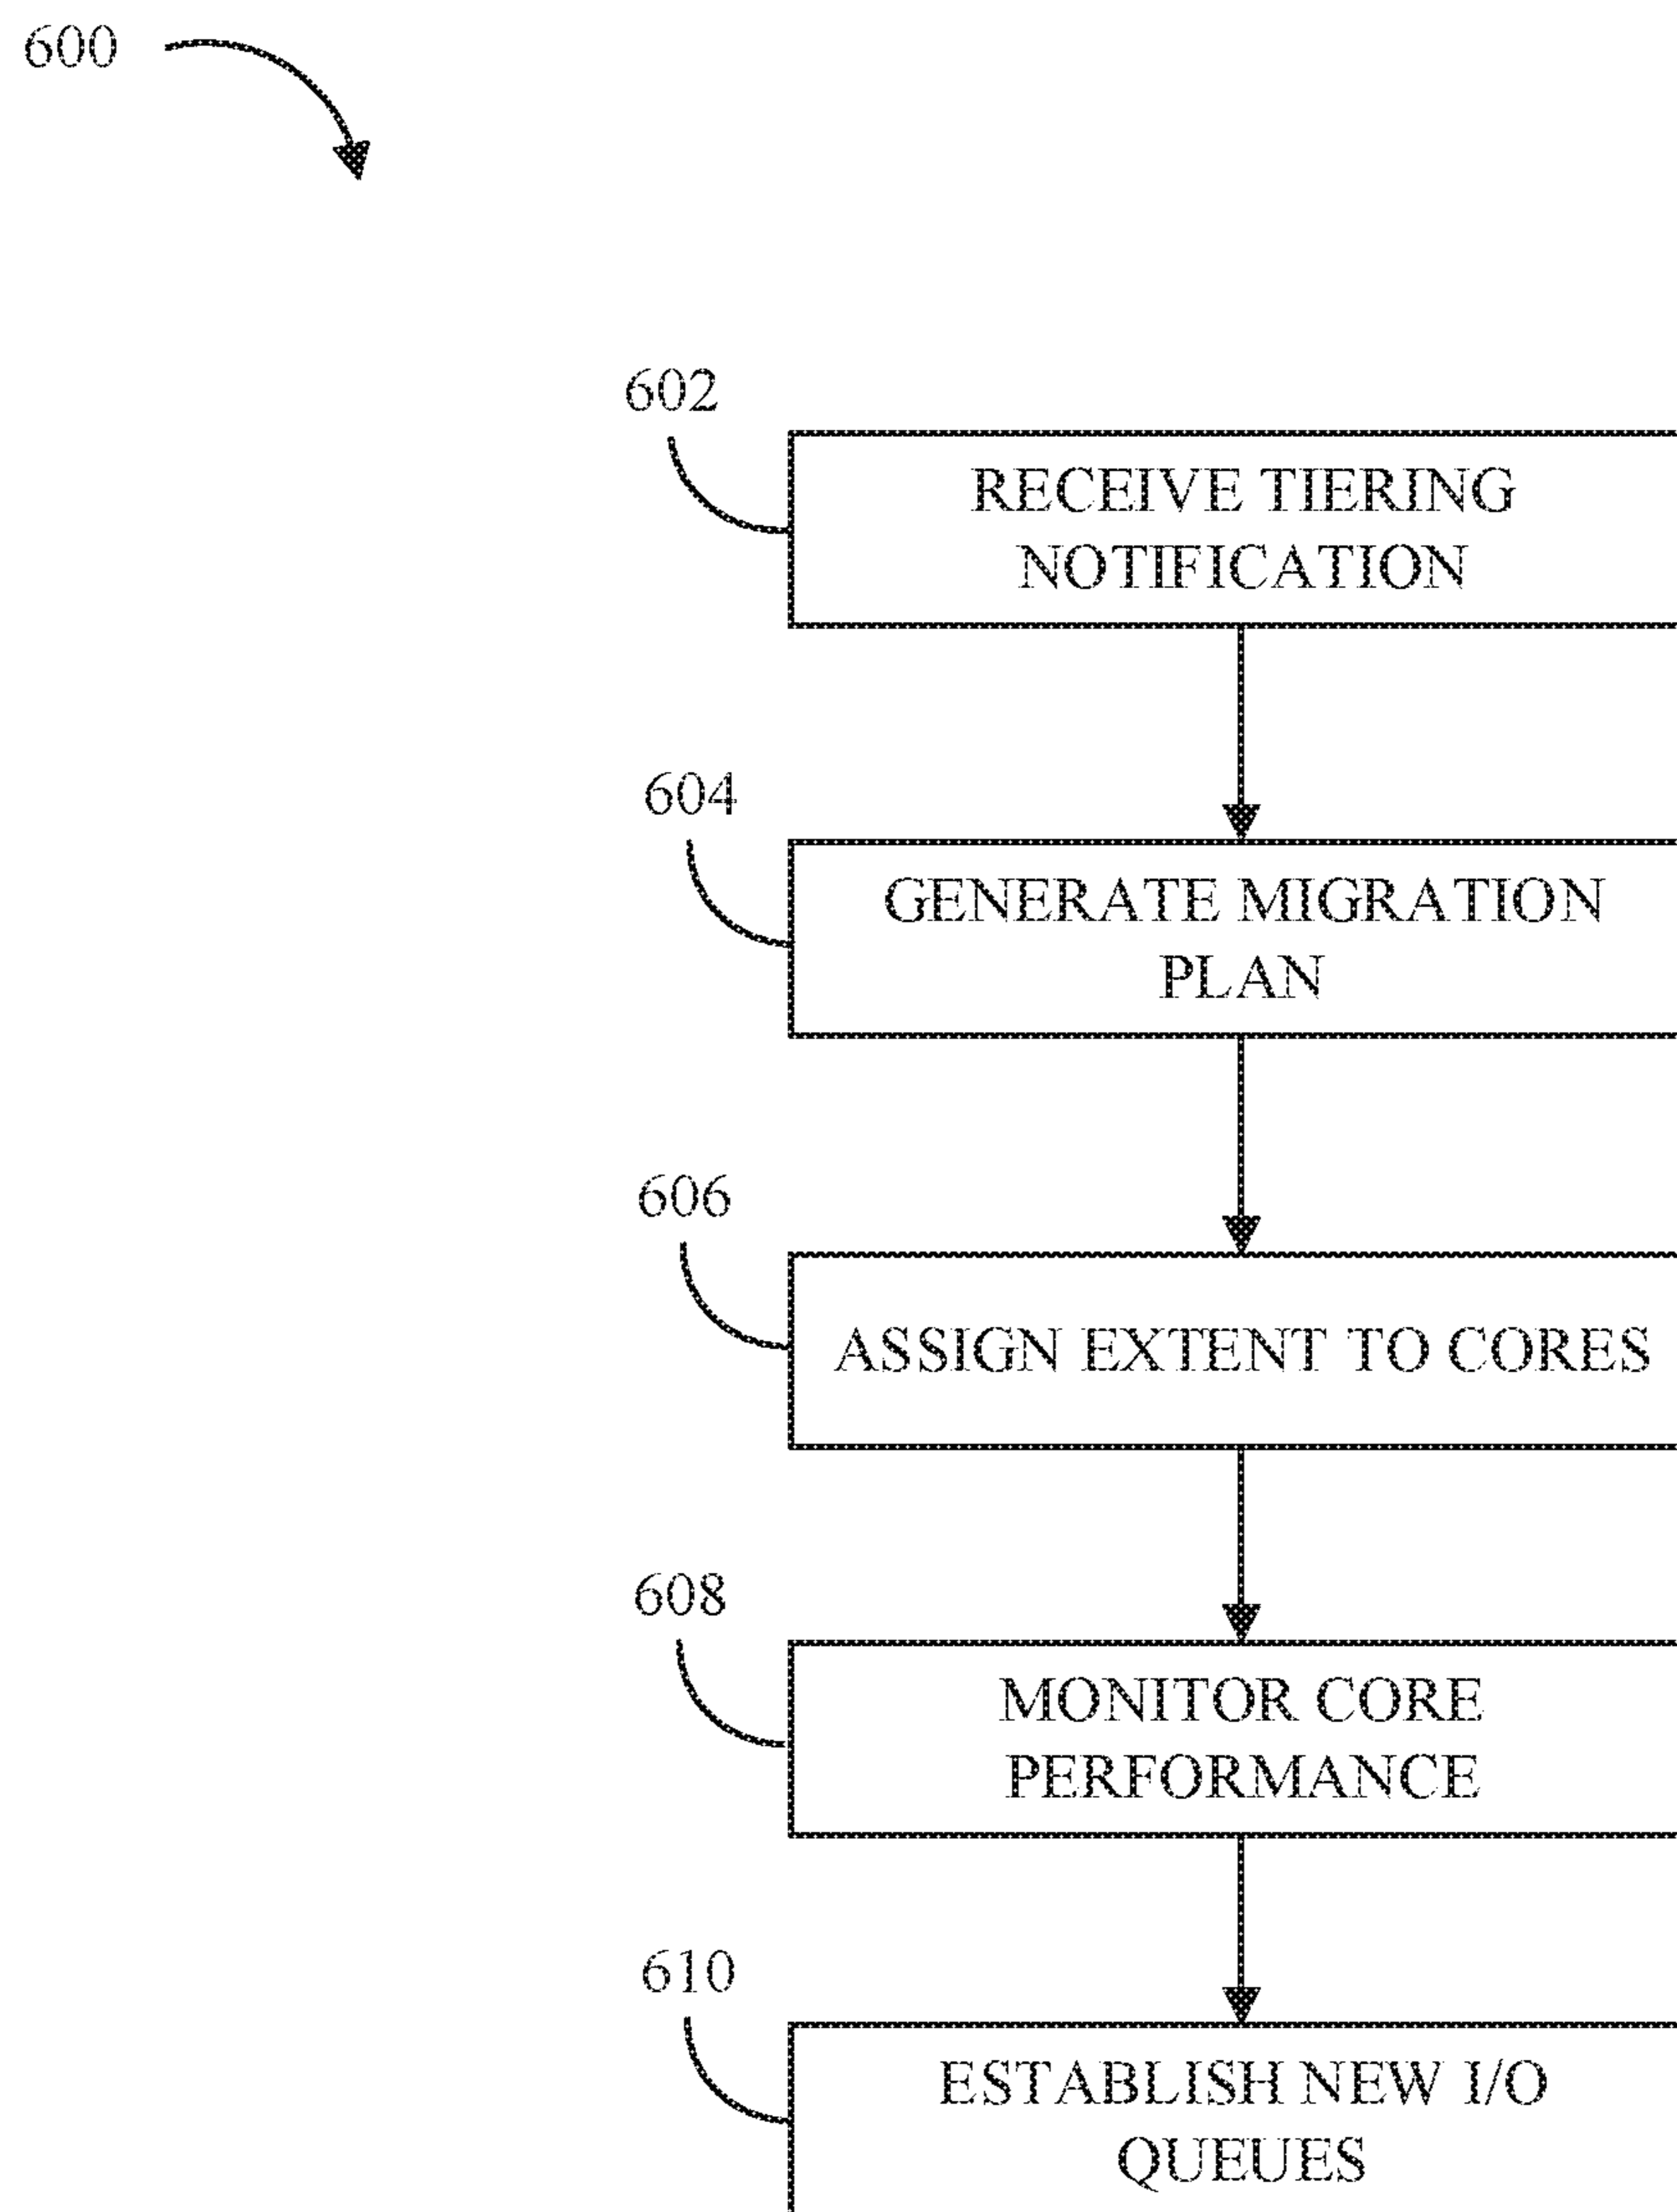 600
602
RECEIVE TIERING
NOTIFICATION
604
GENERATE MIGRATION
PLAN
606
ASSIGN EXTENT TO CORES
608
MONITOR CORE
PERFORMANCE
610
ESTABLISH NEW I/O
QUEUES